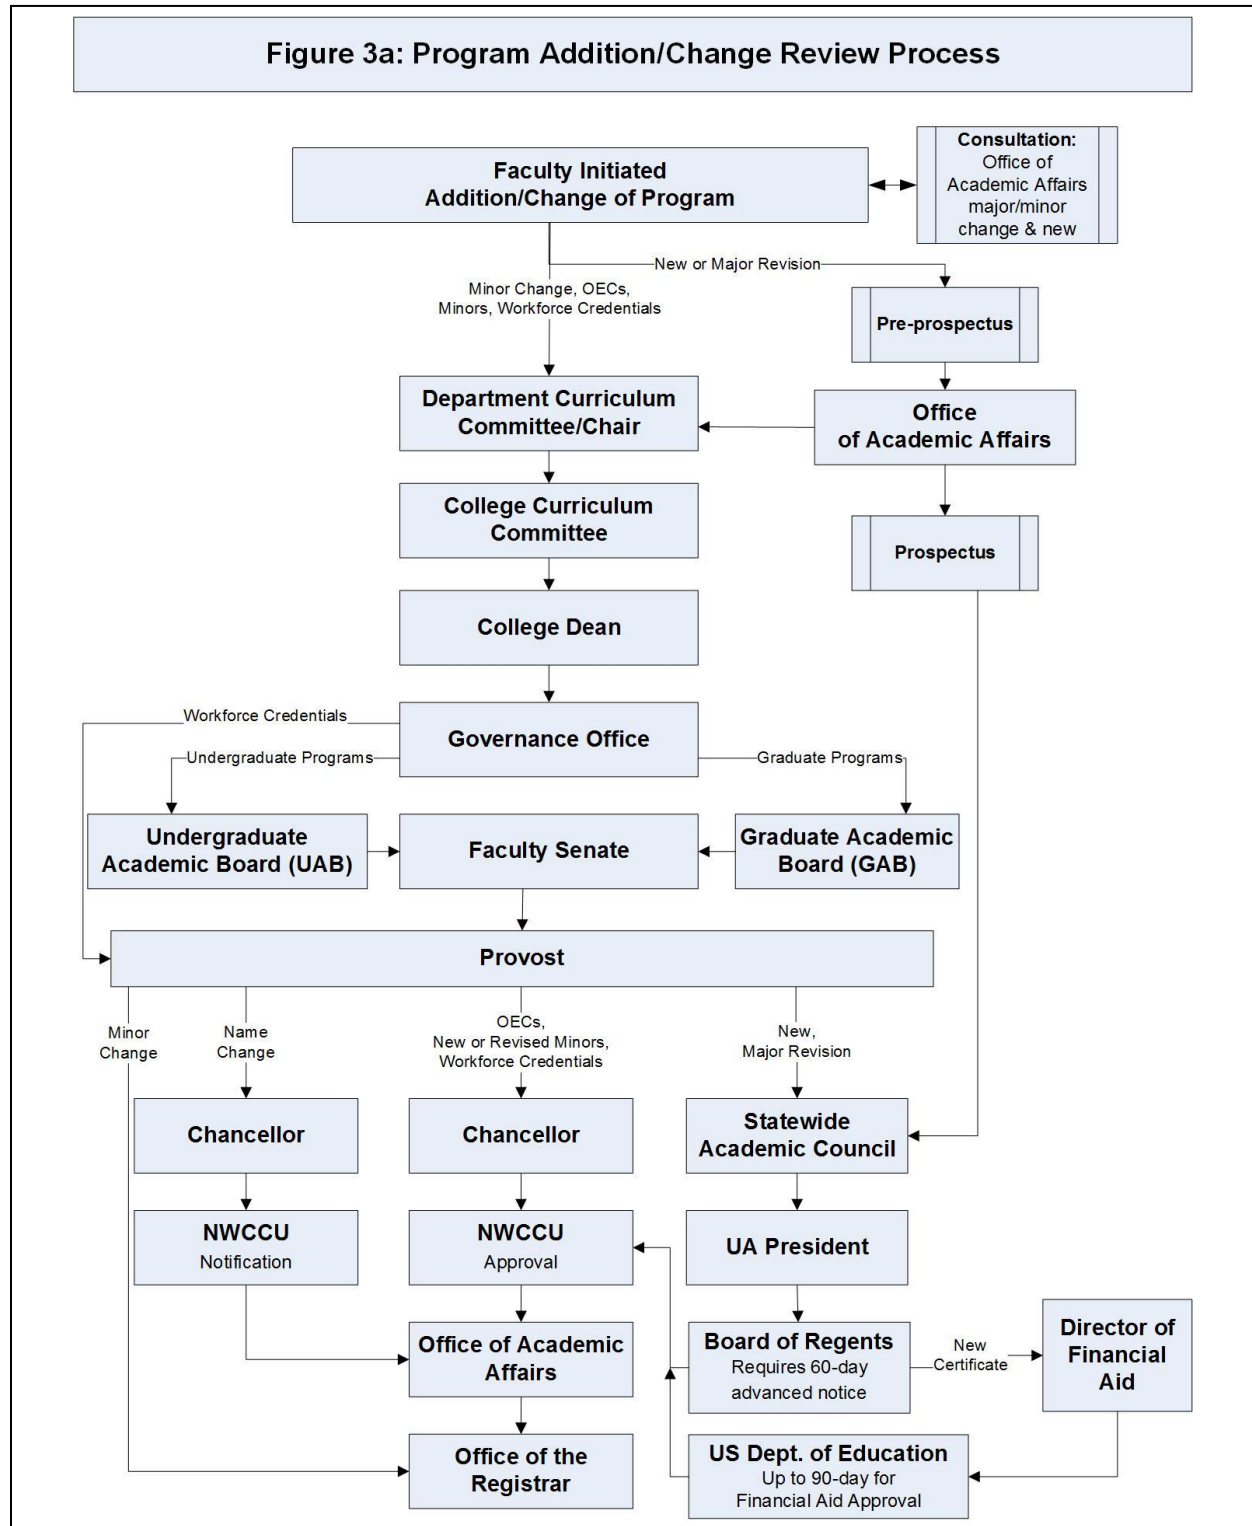 Figure 3a: Program Addition/Change Review Process
Faculty Initiated
Addition/Change of Program
Consultation:
Office of
Academic Affairs
major/minor
change & new
New or Major Revision
Minor Change, OECs,
Minors, Workforce Credentials
Pre-prospectus
Department Curriculum
Committee/Chair
Office
of Academic Affairs
College Curriculum
Committee
Prospectus
College Dean
Workforce Credentials
Governance Office
Undergraduate Programs
Graduate Programs
Undergraduate
Academic Board (UAB)
Faculty Senate
Graduate Academic
Board (GAB)
Provost
Minor
Change
Name
Change
OECs,
New or Revised Minors,
Workforce Credentials
New,
Major Revision
Chancellor
Chancellor
Statewide
Academic Council
NWCCU
Notification
NWCCU
Approval
UA President
Office of Academic
Affairs
Board of Regents
Requires 60-day
advanced notice
New
Certificate
Director of
Financial
Aid
Office of the
Registrar
US Dept. of Education
Up to 90-day for
Financial Aid Approval